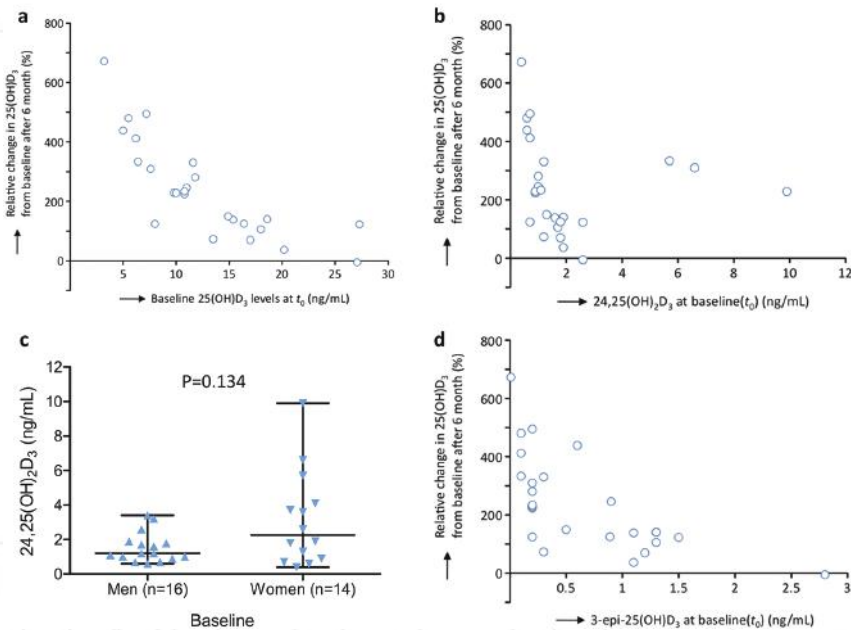 a
Relative change in 25(OH)D3
from baseline after 6 month (%)
800
600
400
200
0
5
10
15
20
25
30
Baseline 25(OH)D3 levels at t0 (ng/mL)
b
Relative change in 25(OH)D3
from baseline after 6 month (%)
800
600
400
200
0
2
4
6
8
10
12
24,25(OH)2D3 at baseline(t0) (ng/mL)
c
24,25(OH)2D3 (ng/mL)
12
10
8
6
4
2
0
P=0.134
Men (n=16)
Women (n=14)
Baseline
d
Relative change in 25(OH)D3
from baseline after 6 month (%)
800
600
400
200
0
0.5
1
1.5
2
2.5
3
3-epi-25(OH)D3 at baseline(t0) (ng/mL)